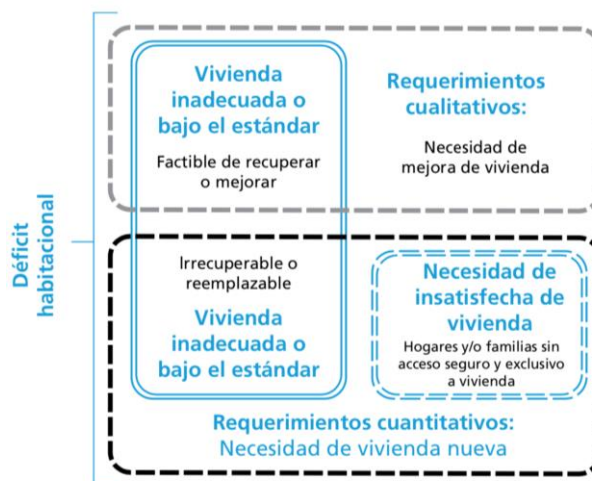 Déficit
habitacional
Vivienda
inadecuada o
bajo el estándar
Factible de recuperar
o mejorar
Requerimientos
cualitativos:
Necesidad de
mejora de vivienda
Irrecuperable o
reemplazable
Vivienda
inadecuada o
bajo el estándar
Necesidad de
insatisfecha de
vivienda
Hogares y/o familias sin
acceso seguro y exclusivo
a vivienda
Requerimientos cuantitativos:
Necesidad de vivienda nueva